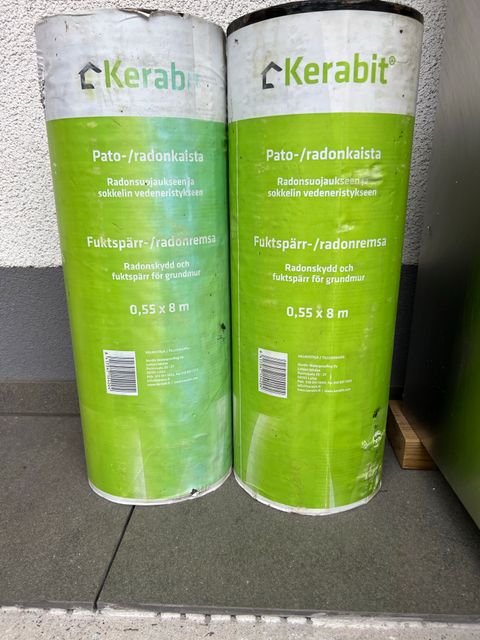 Kerabit
Pato-/radonkaista
Radonsuojaukseen ja
sokkelin vedeneristykseen
Fuktspärr-/radonremsa
Radonskydd och
fuktspärr för grundmur
0,55 x 8 m
Kerabit®
Pato-/radonkaista
Radonsuojaukseen ja
sokkelin vedeneristykseen
Fuktspärr-/radonremsa
Radonskydd och
fuktspärr för grundmur
0,55 x 8 m